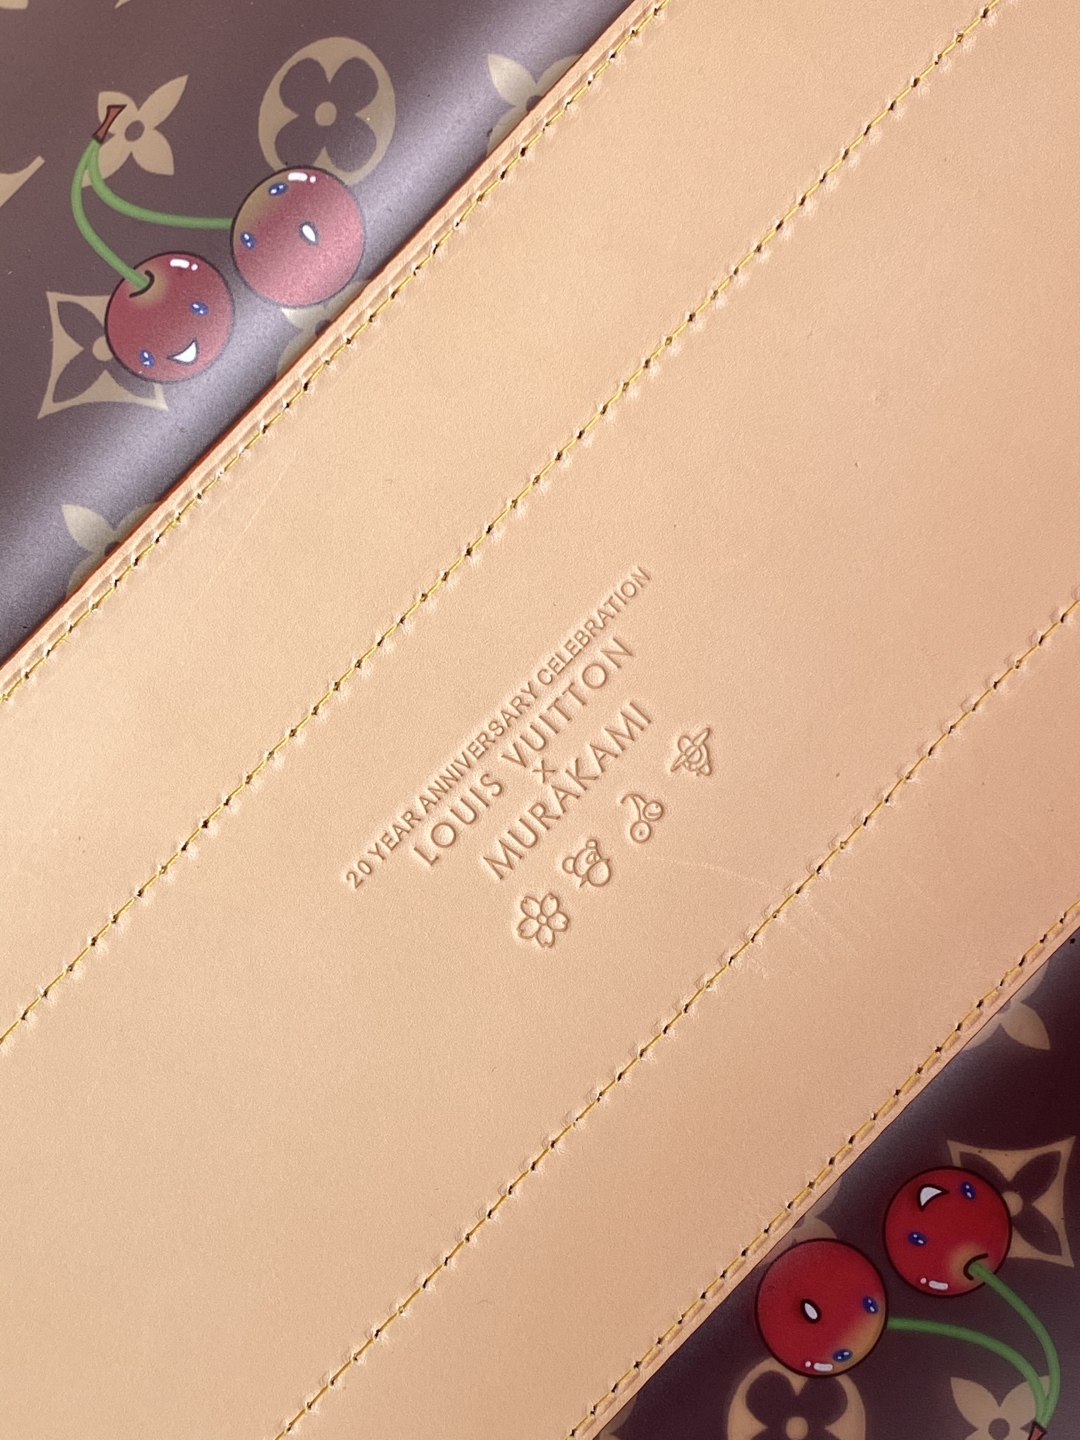 20 YEAR ANNIVERSARY CELEBRATION
LOUIS VUITTON
X
MURAKAMI